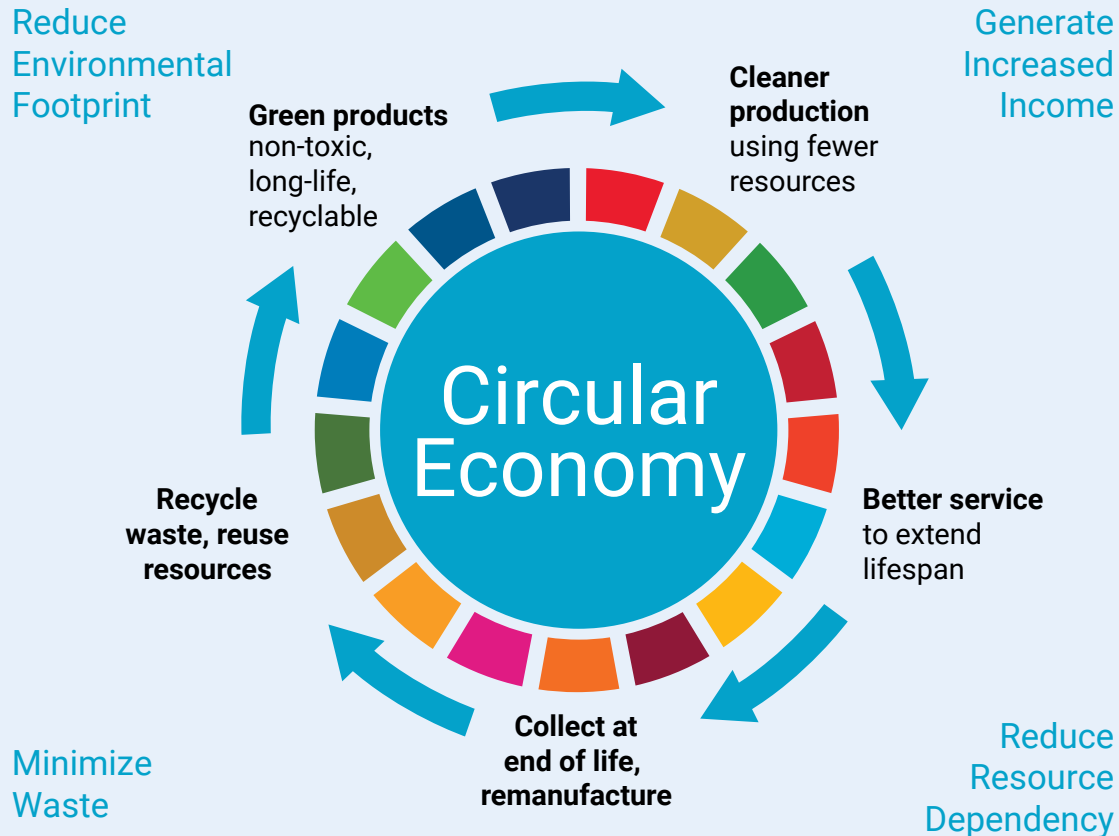 Reduce
Environmental
Footprint
Generate
Increased
Income
Green products
non-toxic,
long-life,
recyclable
Cleaner
production
using fewer
resources
Circular
Economy
Recycle
waste, reuse
resources
Better service
to extend
lifespan
Collect at
end of life,
remanufacture
Minimize
Waste
Reduce
Resource
Dependency